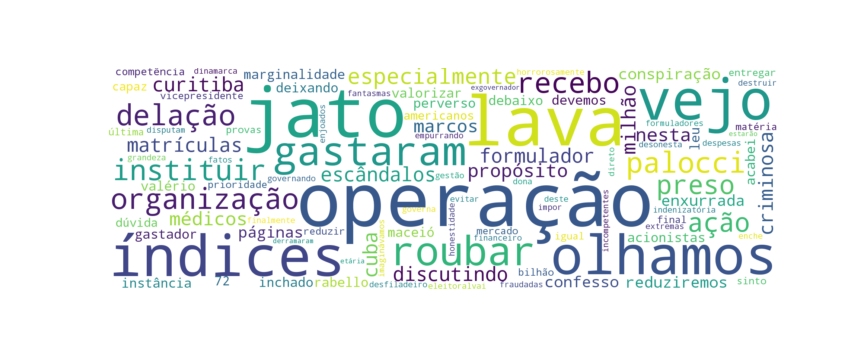 competência dinamarca marginalidade especialmente recebo conspiração entregar
capaz curitiba deixando fantasmas exgovernador horrorosamente destruir
vicepresidente jato valorizar perverso debaixo devemos lava milhão vejo
delação enjoados americanos formuladores matéria
última disputam provas empurrando marcos nesta leu desonesta despesas estarão
matrículas gastaram formulador direto palocci acabei criminosa
grandeza fatos escândalos gestão propósito
instituir prioridade governando dona preso
organização operação evitar deste enxurrada indenizatória
valério médicos governa honestidade incompetentes final ação
dúvida finalmente imaginávamos impor extremas
gastador páginas reduzir maceió mercado financeiro igual acionistas enche
índices derramaram cuba roubar olhamos
etária discutindo bilhão
instância 72 inchado rabello desfiladeiro eleitoralvai fraudadas confesso reduziremos sinto